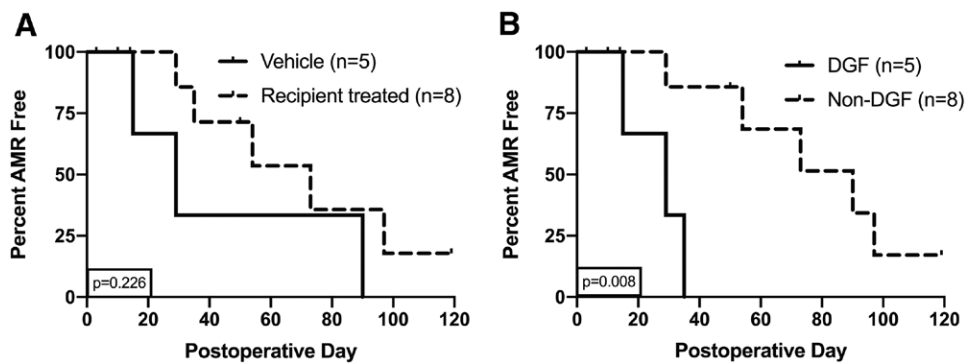 A
Percent AMR Free
100
75
50
25
0
Vehicle (n=5)
Recipient treated (n=8)
p=0.226
0 20 40 60 80 100 120
Postoperative Day
B
Percent AMR Free
100
75
50
25
0
DGF (n=5)
Non-DGF (n=8)
p=0.008
0 20 40 60 80 100 120
Postoperative Day